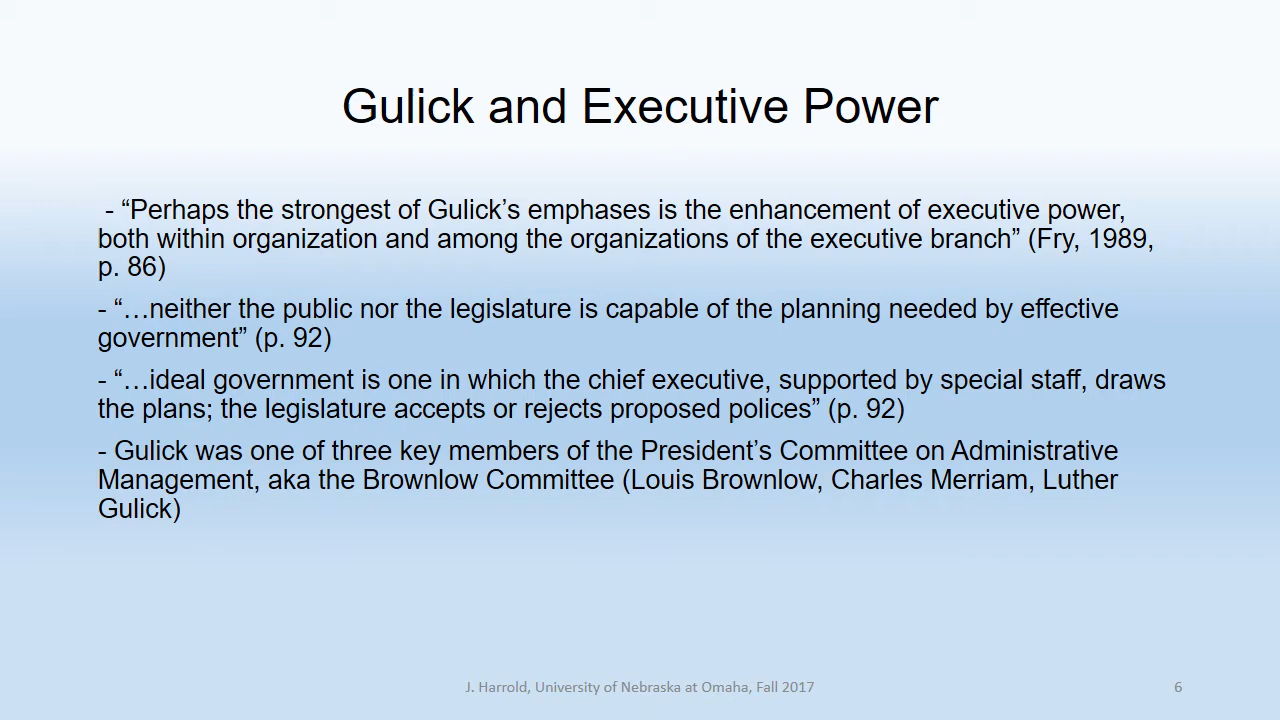 Gulick and Executive Power
- “Perhaps the strongest of Gulick’s emphases is the enhancement of executive power,
both within organization and among the organizations of the executive branch” (Fry, 1989,
p. 86)
- “…neither the public nor the legislature is capable of the planning needed by effective
government” (p. 92)
- “…ideal government is one in which the chief executive, supported by special staff, draws
the plans; the legislature accepts or rejects proposed polices” (p. 92)
- Gulick was one of three key members of the President’s Committee on Administrative
Management, aka the Brownlow Committee (Louis Brownlow, Charles Merriam, Luther
Gulick)
J. Harrold, University of Nebraska at Omaha, Fall 2017
6